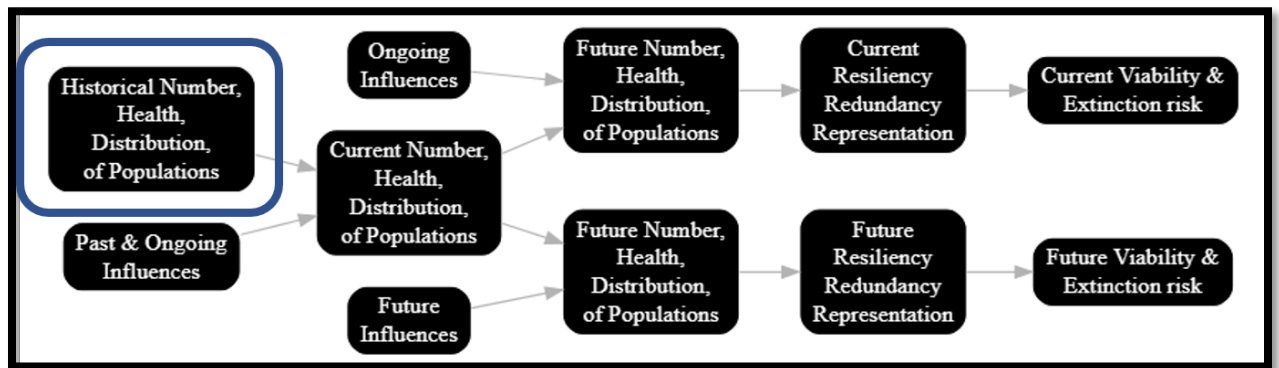 Historical Number,
Health,
Distribution,
of Populations
Past & Ongoing
Influences
Ongoing
Influences
Current Number,
Health,
Distribution,
of Populations
Future
Influences
Future Number,
Health,
Distribution,
of Populations
Future Number,
Health,
Distribution,
of Populations
Current
Resiliency
Redundancy
Representation
Future
Resiliency
Redundancy
Representation
Current Viability &
Extinction risk
Future Viability &
Extinction risk